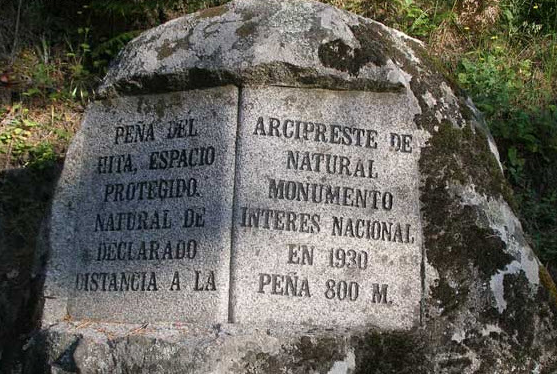 PEÑA DEL ARCIPRESTE DE
HITA, ESPACIO NATURAL
PROTEGIDO. MONUMENTO
NATURAL DE INTERES NACIONAL
DECLARADO EN 1930
DISTANCIA A LA PEÑA 800 M.